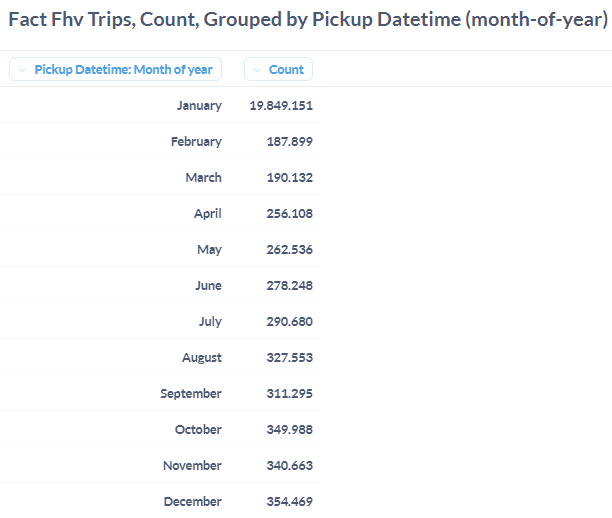 Fact Fhv Trips, Count, Grouped by Pickup Datetime (month-of-year)
Pickup Datetime: Month of year Count
January 19.849.151
February 187.899
March 190.132
April 256.108
May 262.536
June 278.248
July 290.680
August 327.553
September 311.295
October 349.988
November 340.663
December 354.469